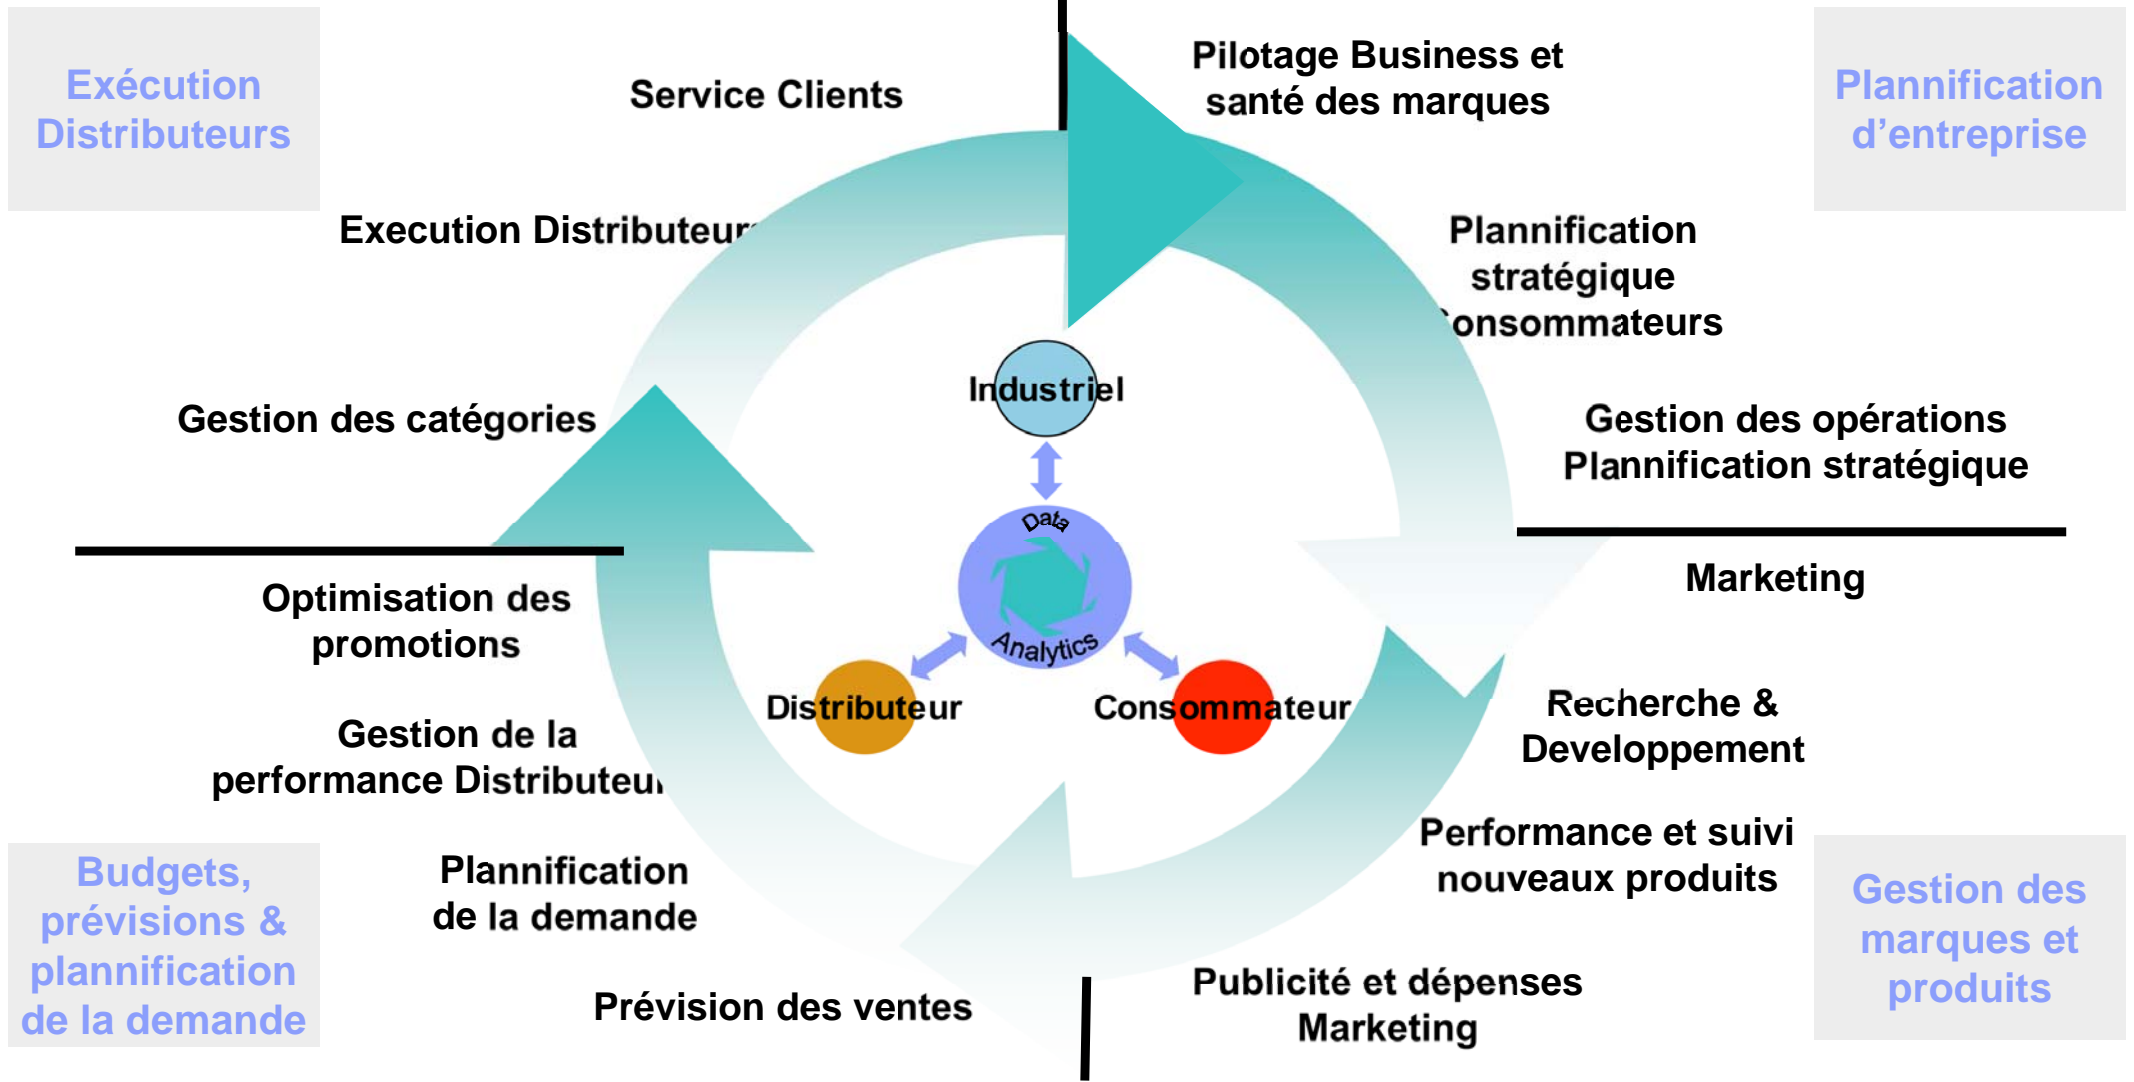 Exécution
Distributeurs
Service Clients
Pilotage Business et
santé des marques
Plannification
d’entreprise
Execution Distributeur
Plannification
stratégique
onsommateurs
Industriel
Gestion des catégories
Gestion des opérations
Plannification stratégique
Data
Analytics
Optimisation des
promotions
Marketing
Distributeur
Consommateur
Gestion de la
performance Distributeur
Recherche &
Developpement
Performance et suivi
nouveaux produits
Budgets,
prévisions &
plannification
de la demande
Plannification
de la demande
Gestion des
marques et
produits
Prévision des ventes
Publicité et dépenses
Marketing